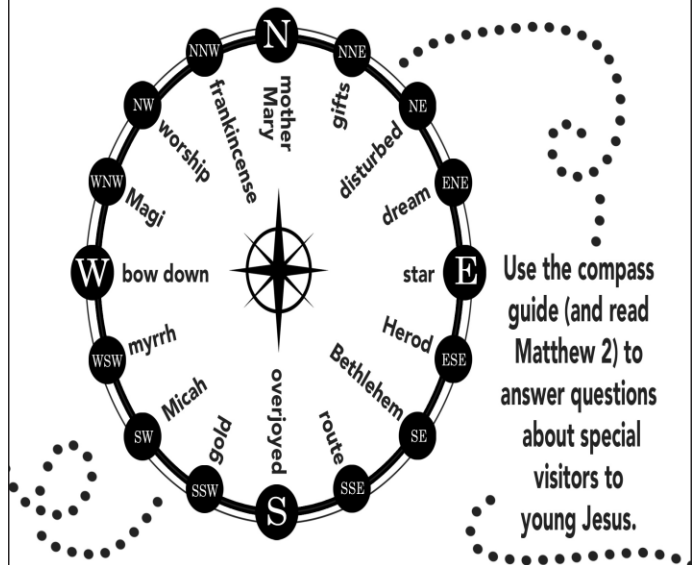 N
mother
Mary
NNE
gifts
NE
disturbed
ENE
dream
E
star
ESE
Herod
SE
Bethlehem
SSE
route
S
overjoyed
SSW
gold
SW
Micah
WSW
myrrh
W
bow down
WNW
Magi
NW
worship
NNW
frankincense
Use the compass
guide (and read
Matthew 2) to
answer questions
about special
visitors to
young Jesus.